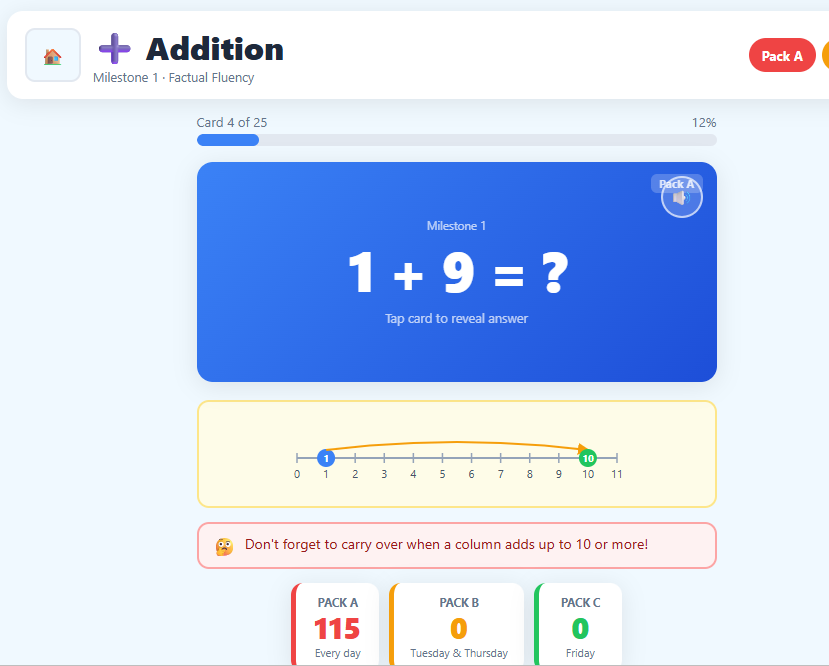 Addition
Milestone 1 · Factual Fluency
Pack A
Card 4 of 25
12%
Pack A
Milestone 1
1 + 9 = ?
Tap card to reveal answer
1 10
0 1 2 3 4 5 6 7 8 9 10 11
Don't forget to carry over when a column adds up to 10 or more!
PACK A PACK B PACK C
115 0 0
Every day Tuesday & Thursday Friday